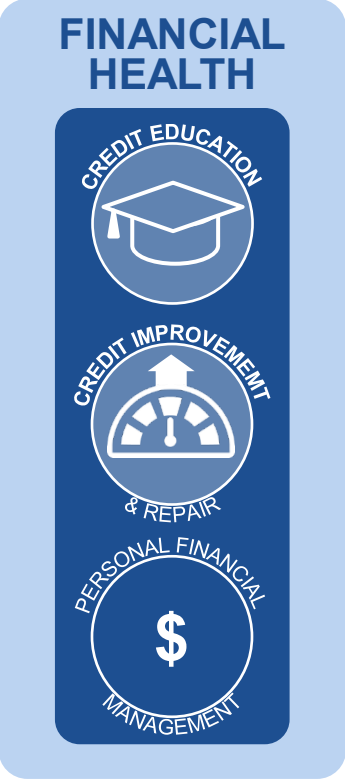 FINANCIAL
HEALTH
CREDIT EDUCATION
CREDIT IMPROVEMEMT
& REPAIR
PERSONAL FINANCIAL
$
MANAGEMENT